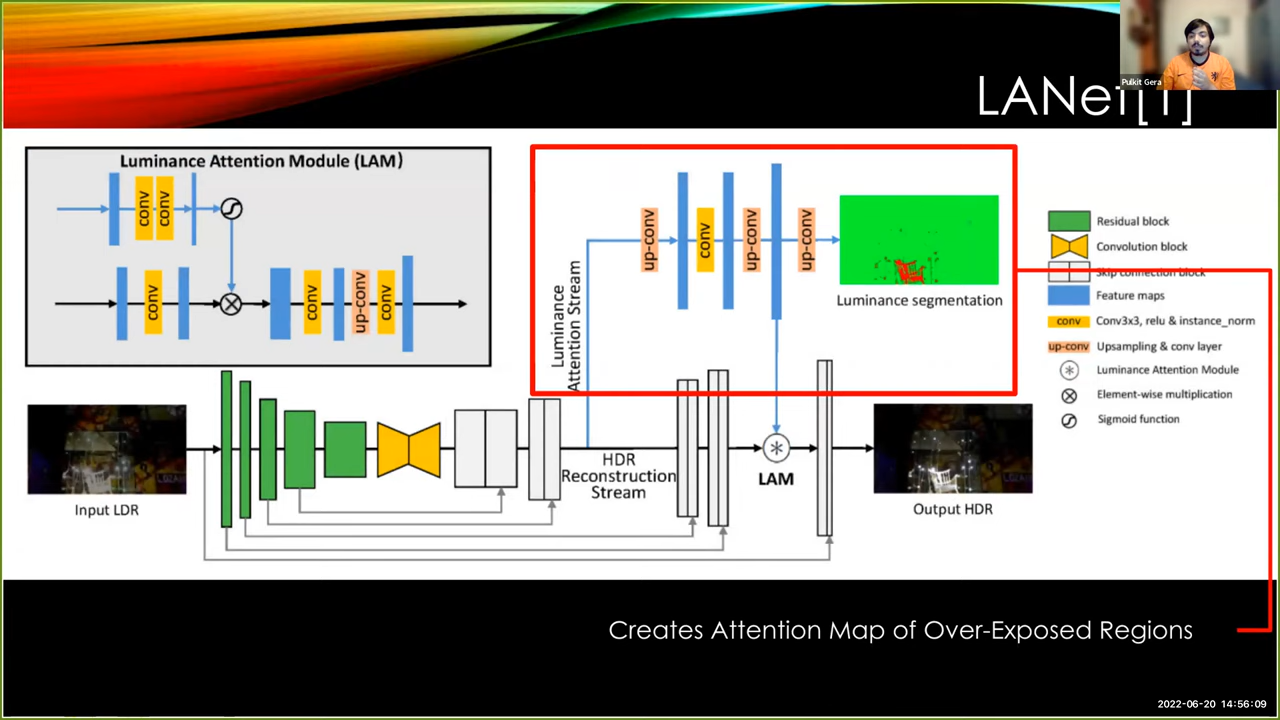 Pulkit Gera
LANet[1]
Luminance Attention Module (LAM)
conv
conv
conv
conv
up-conv
conv
Luminance
Attention Stream
up-conv
conv
up-conv
up-conv
Luminance segmentation
Residual block
Convolution block
Skip connection block
Feature maps
conv
Conv3x3, relu & instance_norm
up-conv
Upsampling & conv layer
Luminance Attention Module
Element-wise multiplication
Sigmoid function
Input LDR
HDR
Reconstruction
Stream
LAM
Output HDR
Creates Attention Map of Over-Exposed Regions
2022-06-20 14:56:09